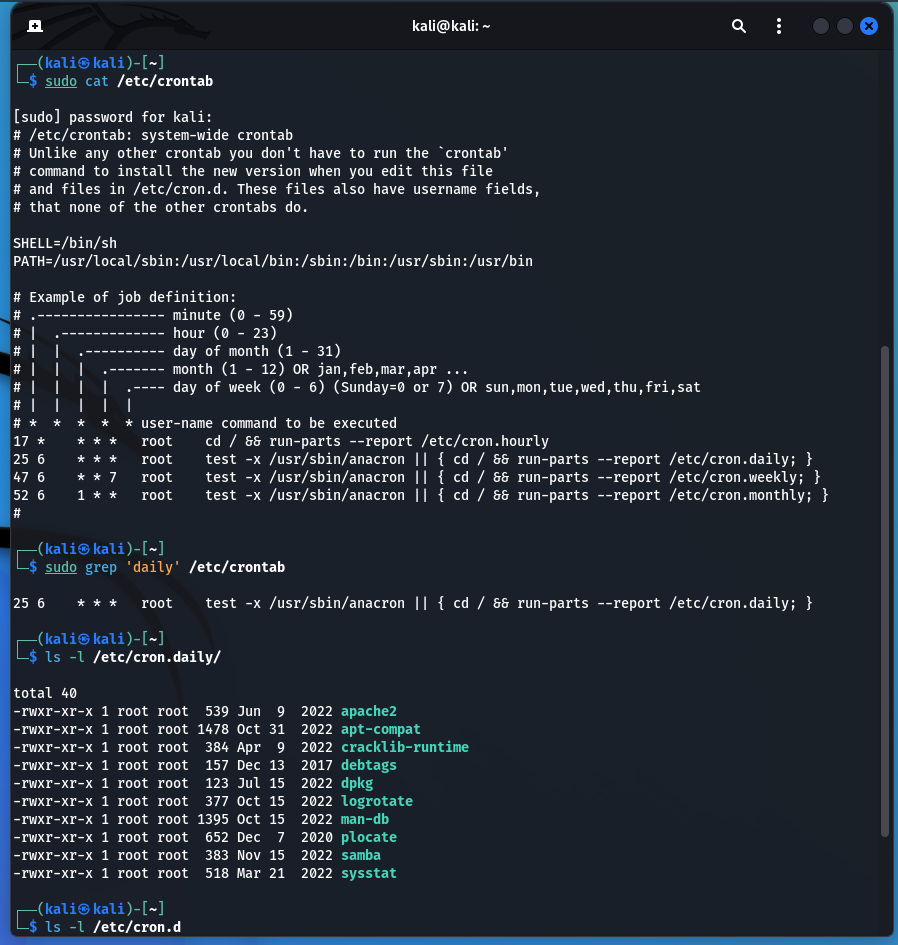 kali@kali: ~
┌──(kali㉿kali)-[~]
└─$ sudo cat /etc/crontab
[sudo] password for kali:
# /etc/crontab: system-wide crontab
# Unlike any other crontab you don't have to run the `crontab'
# command to install the new version when you edit this file
# and files in /etc/cron.d. These files also have username fields,
# that none of the other crontabs do.
SHELL=/bin/sh
PATH=/usr/local/sbin:/usr/local/bin:/sbin:/bin:/usr/sbin:/usr/bin
# Example of job definition:
# .---------------- minute (0 - 59)
# |  .------------- hour (0 - 23)
# |  |  .---------- day of month (1 - 31)
# |  |  |  .------- month (1 - 12) OR jan,feb,mar,apr ...
# |  |  |  |  .---- day of week (0 - 6) (Sunday=0 or 7) OR sun,mon,tue,wed,thu,fri,sat
# |  |  |  |  |
# *  *  *  *  * user-name command to be executed
17 *    * * *   root    cd / && run-parts --report /etc/cron.hourly
25 6    * * *   root    test -x /usr/sbin/anacron || { cd / && run-parts --report /etc/cron.daily; }
47 6    * * 7   root    test -x /usr/sbin/anacron || { cd / && run-parts --report /etc/cron.weekly; }
52 6    1 * *   root    test -x /usr/sbin/anacron || { cd / && run-parts --report /etc/cron.monthly; }
#
┌──(kali㉿kali)-[~]
└─$ sudo grep 'daily' /etc/crontab
25 6    * * *   root    test -x /usr/sbin/anacron || { cd / && run-parts --report /etc/cron.daily; }
┌──(kali㉿kali)-[~]
└─$ ls -l /etc/cron.daily/
total 40
-rwxr-xr-x 1 root root  539 Jun  9  2022 apache2
-rwxr-xr-x 1 root root 1478 Oct 31  2022 apt-compat
-rwxr-xr-x 1 root root  384 Apr  9  2022 cracklib-runtime
-rwxr-xr-x 1 root root  157 Dec 13  2017 debtags
-rwxr-xr-x 1 root root  123 Jul 15  2022 dpkg
-rwxr-xr-x 1 root root  377 Oct 15  2022 logrotate
-rwxr-xr-x 1 root root 1395 Oct 15  2022 man-db
-rwxr-xr-x 1 root root  652 Dec  7  2020 plocate
-rwxr-xr-x 1 root root  383 Nov 15  2022 samba
-rwxr-xr-x 1 root root  518 Mar 21  2022 sysstat
┌──(kali㉿kali)-[~]
└─$ ls -l /etc/cron.d